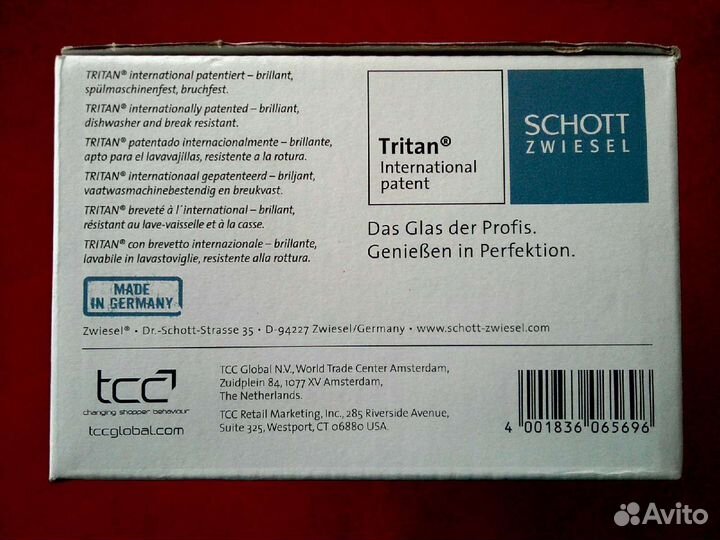 TRITAN® international patentiert – brillant,
spülmaschinenfest, bruchfest.
TRITAN® internationally patented – brilliant,
dishwasher and break resistant.
TRITAN® patentado internacionalmente – brillante,
apto para el lavavajillas, resistente a la rotura.
TRITAN® internationaal gepatenteerd – briljant,
vaatwasmachinebestendig en breukvast.
TRITAN® breveté à l'international – brillant,
résistant au lave-vaisselle et à la casse.
TRITAN® con brevetto internazionale – brillante,
lavabile in lavastoviglie, resistente alla rottura.
MADE
IN GERMANY
Tritan®
International
patent
SCHOTT
ZWIESEL
Das Glas der Profis.
Genießen in Perfektion.
Zwiesel® • Dr.-Schott-Strasse 35 • D-94227 Zwiesel/Germany • www.schott-zwiesel.com
tcc
changing shopper behaviour
tccglobal.com
TCC Global N.V., World Trade Center Amsterdam,
Zuidplein 84, 1077 XV Amsterdam,
The Netherlands.
TCC Retail Marketing, Inc., 285 Riverside Avenue,
Suite 325, Westport, CT 06880 USA.
4 001836 065696
Avito